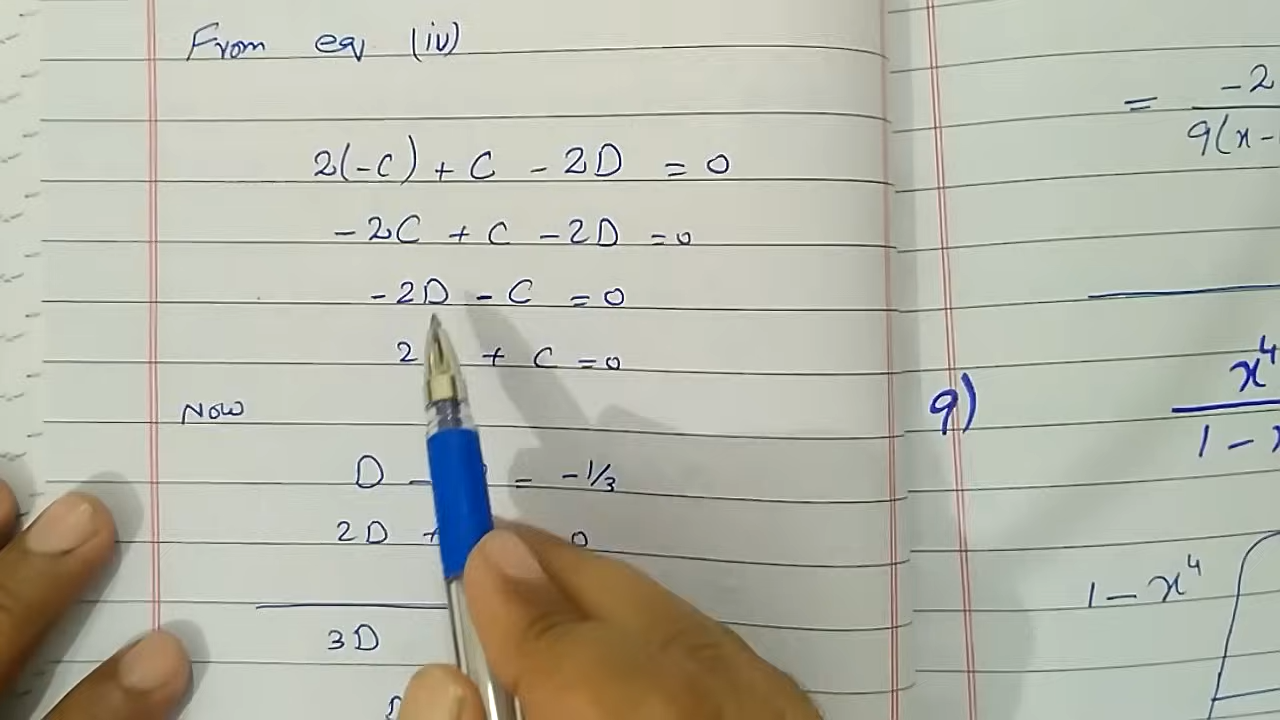 From eq (iv)
2(-C) + C - 2D = 0
-2C + C - 2D = 0
-2D - C = 0
2 + C = 0
Now
D - = -1/3
2D + 0
3D
= -2
9(x-
9)
x⁴
1 -
1 - x⁴